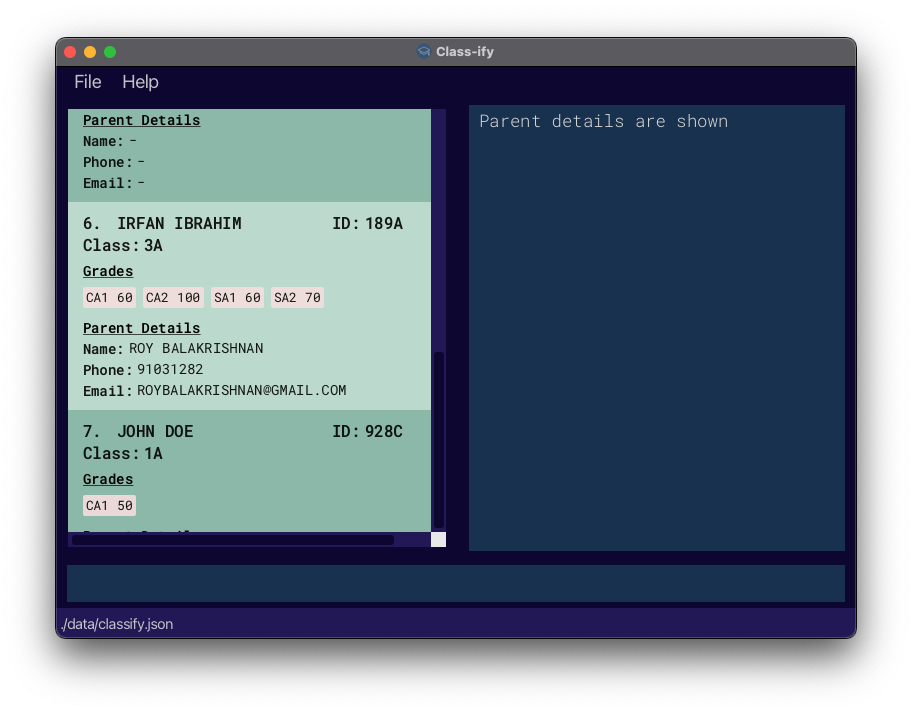 Class-ify
File Help
Parent Details
Name: -
Phone: -
Email: -
6. IRFAN IBRAHIM ID: 189A
Class: 3A
Grades
CA1 60 CA2 100 SA1 60 SA2 70
Parent Details
Name: ROY BALAKRISHNAN
Phone: 91031282
Email: ROYBALAKRISHNAN@GMAIL.COM
7. JOHN DOE ID: 928C
Class: 1A
Grades
CA1 50
Parent details are shown
./data/classify.json